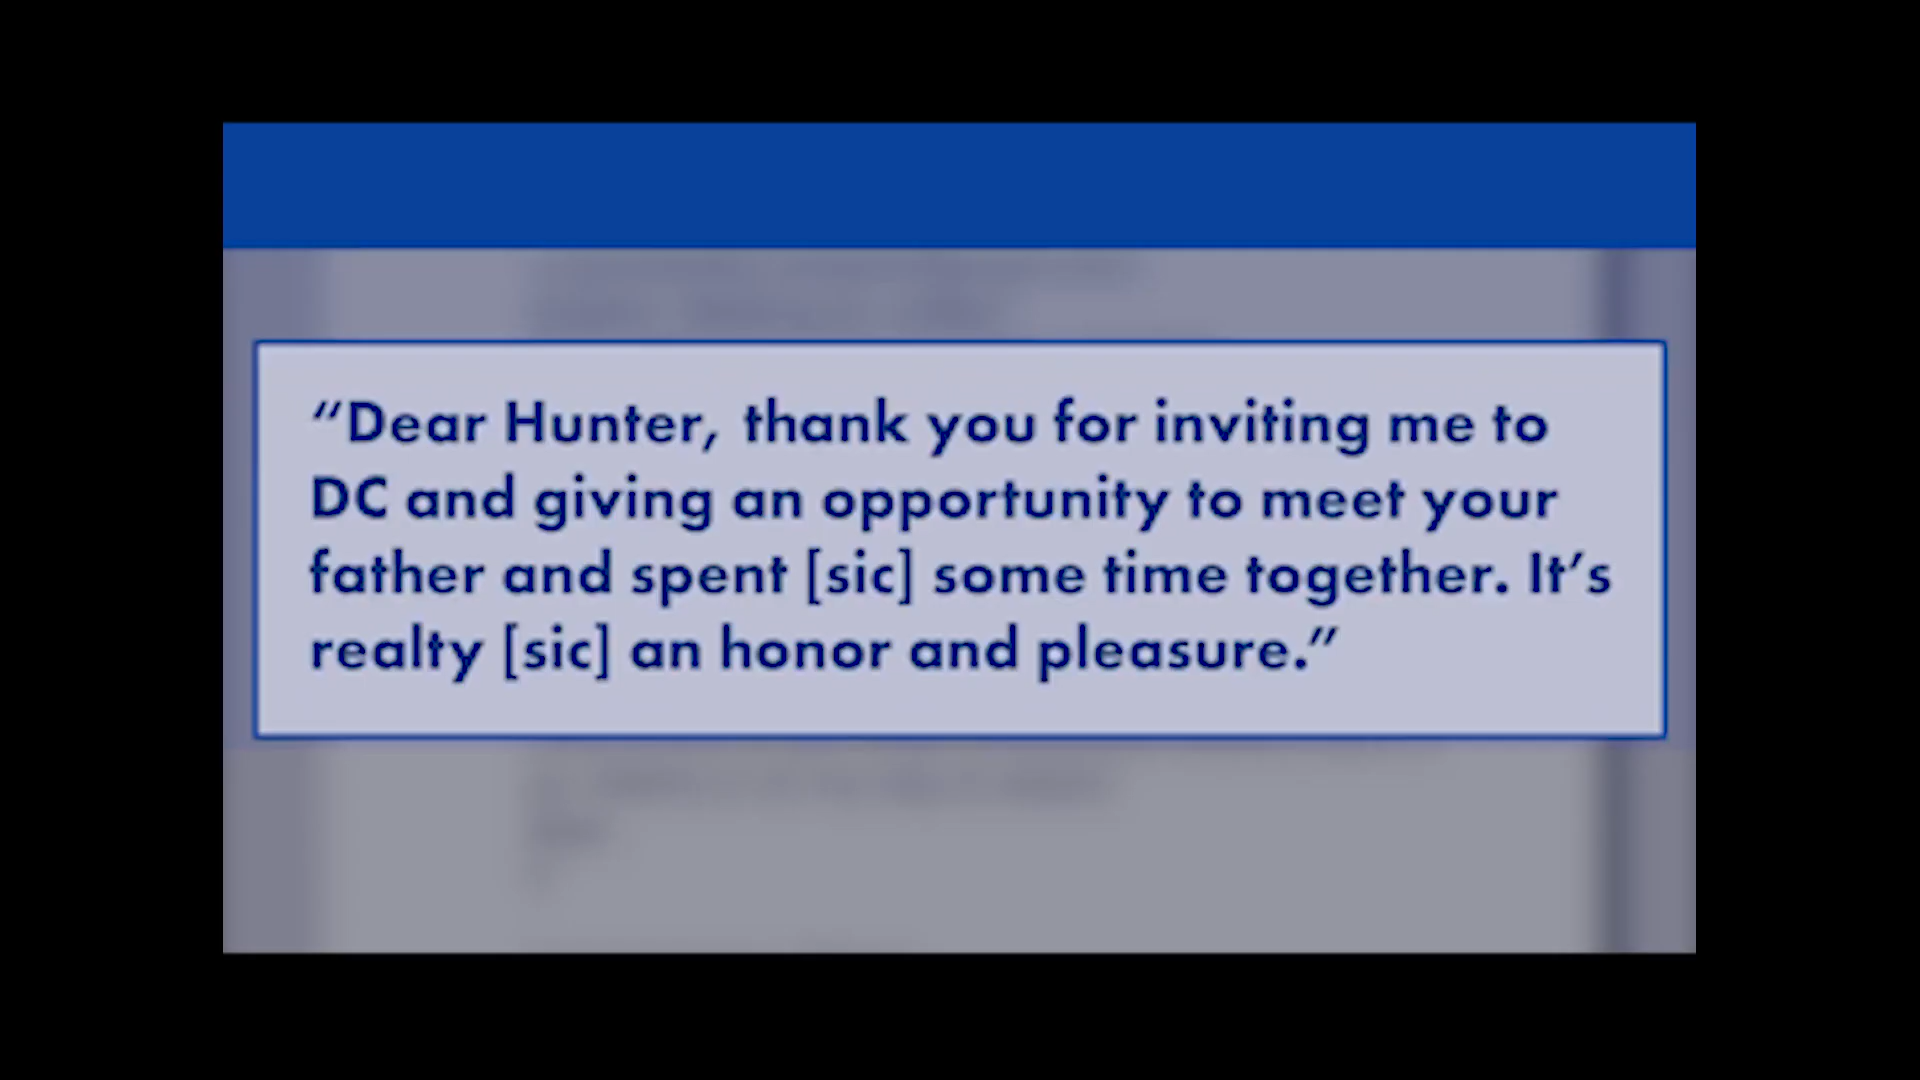 “Dear Hunter, thank you for inviting me to
DC and giving an opportunity to meet your
father and spent [sic] some time together. It’s
realty [sic] an honor and pleasure.”